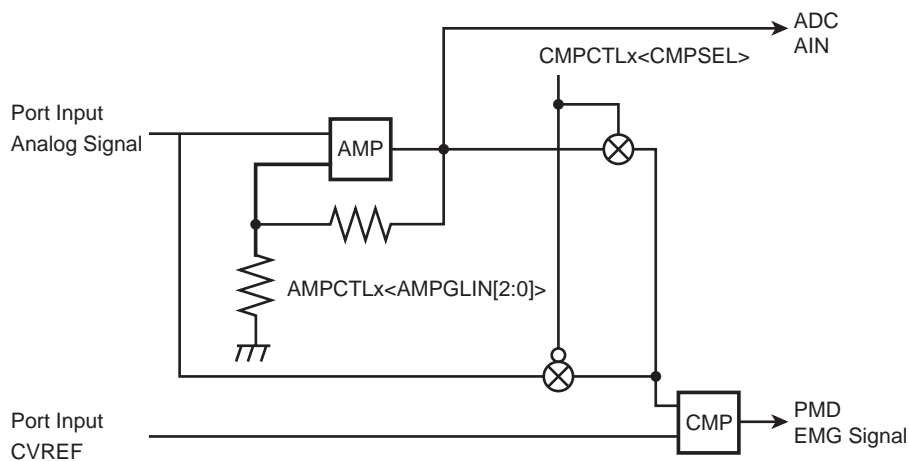 ADC
AIN
CMPCTLx<CMPSEL>
Port Input
Analog Signal
AMP
AMPCTLx<AMPGLIN[2:0]>
Port Input
CVREF
CMP
PMD
EMG Signal